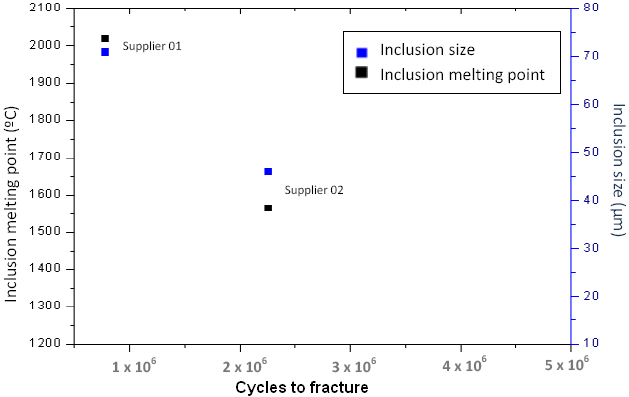 2100
2000
1900
1800
1700
1600
1500
1400
1300
1200
Inclusion melting point (ºC)
Supplier 01
Supplier 02
Inclusion size
Inclusion melting point
80
70
60
50
40
30
20
10
Inclusion size (µm)
1 x 10⁶
2 x 10⁶
3 x 10⁶
4 x 10⁶
5 x 10⁶
Cycles to fracture